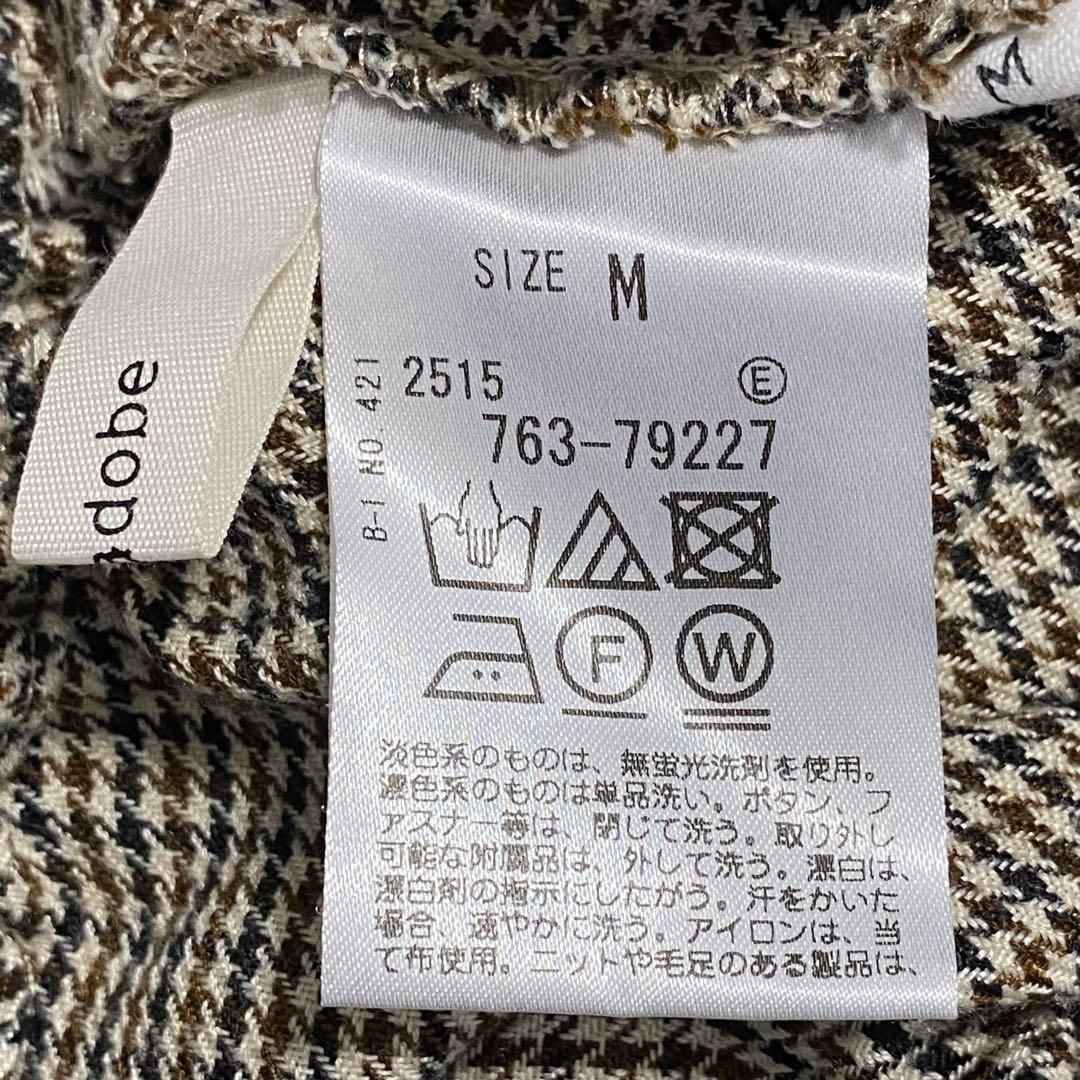 M
SIZE M
2515 Ⓔ
763-79227
B-1 NO. 421
dobe
F
W
淡色系のものは、無蛍光洗剤を使用。
濃色系のものは単品洗い。ボタン、フ
ァスナー等は、閉じて洗う。取り外し
可能な附属品は、外して洗う。漂白は、
漂白剤の指示にしたがう。汗をかいた
場合、速やかに洗う。アイロンは、当
て布使用。ニットや毛足のある製品は、